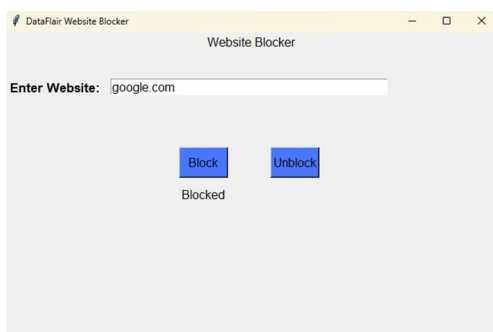 DataFlair Website Blocker
Website Blocker
Enter Website: google.com
Block Unblock
Blocked